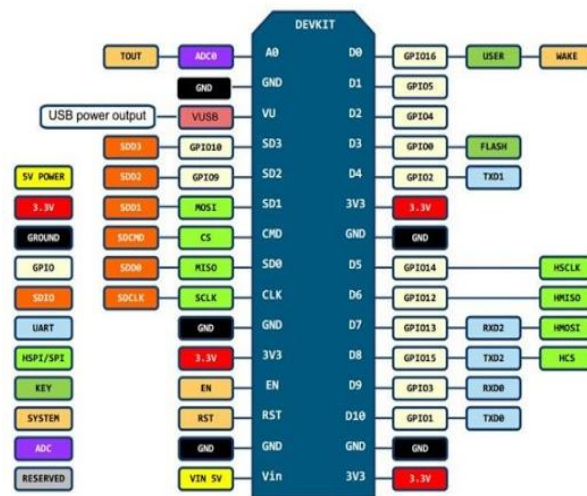 DEVKIT
TOUT ADC0 A0 D0 GPIO16 USER WAKE
GND GND D1 GPIO5
USB power output VUSB VU D2 GPIO4
SDD3 GPIO10 SD3 D3 GPIO0 FLASH
5V POWER SDD2 GPIO9 SD2 D4 GPIO2 TXD1
3.3V SDD1 MOSI SD1 3V3 3.3V
GROUND SDCMD CS CMD GND GND
GPIO SDD0 MISO SD0 D5 GPIO14 HSCLK
SDIO SDCLK SCLK CLK D6 GPIO12 HMISO
UART GND GND D7 GPIO13 RXD2 HMOSI
HSPI/SPI 3.3V 3V3 D8 GPIO15 TXD2 HCS
KEY EN EN D9 GPIO3 RXD0
SYSTEM RST RST D10 GPIO1 TXD0
ADC GND GND GND GND
RESERVED VIN 5V Vin 3V3 3.3V